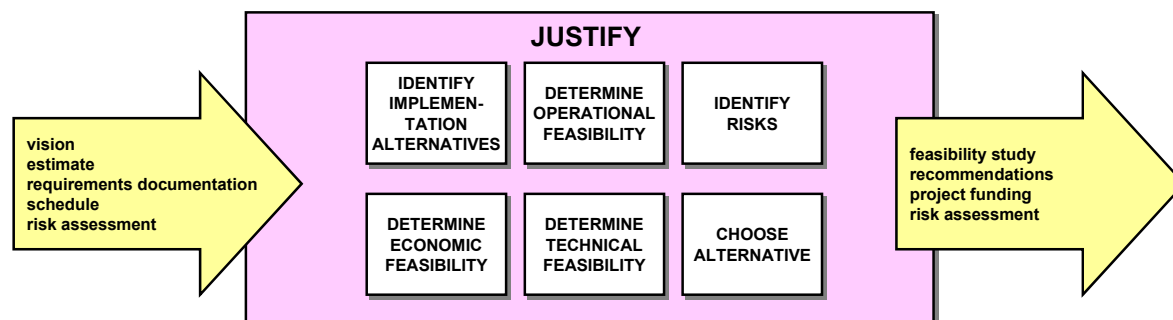 JUSTIFY
vision
estimate
requirements documentation
schedule
risk assessment
IDENTIFY
IMPLEMEN-
TATION
ALTERNATIVES
DETERMINE
OPERATIONAL
FEASIBILITY
IDENTIFY
RISKS
DETERMINE
ECONOMIC
FEASIBILITY
DETERMINE
TECHNICAL
FEASIBILITY
CHOOSE
ALTERNATIVE
feasibility study
recommendations
project funding
risk assessment